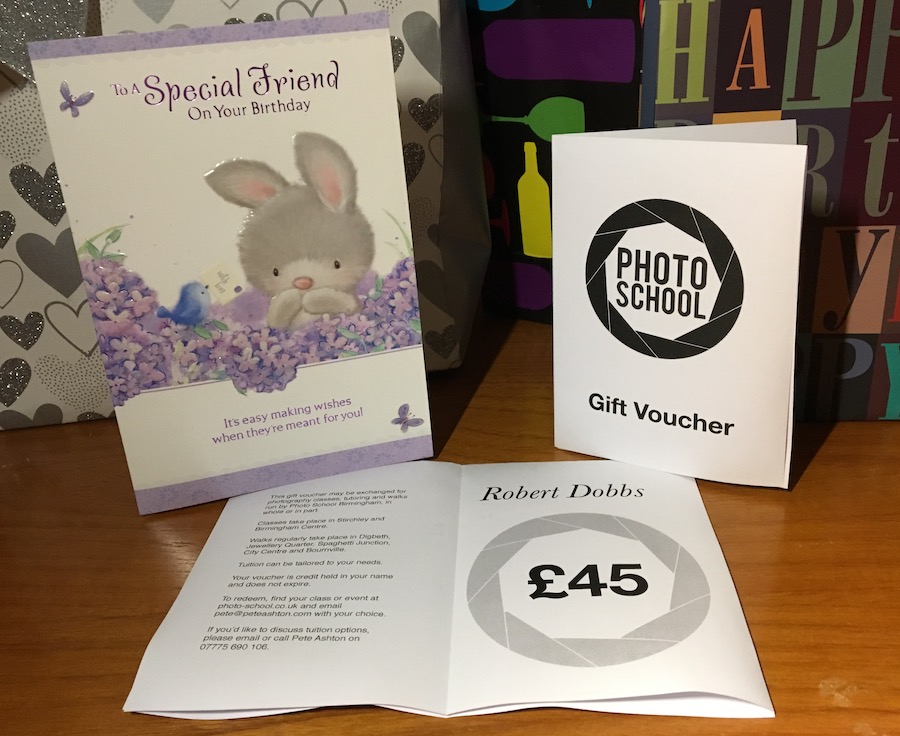 To A Special Friend
On Your Birthday
It's easy making wishes
when they're meant for you!
HAPP
PHOTO
SCHOOL
Gift Voucher
This gift voucher may be exchanged for
photography classes, tutoring and walks
run by Photo School Birmingham, in
whole or in part.
Classes take place in Stirchley and
Birmingham Centre.
Walks regularly take place in Digbeth,
Jewellery Quarter, Spaghetti Junction,
City Centre and Bournville.
Tuition can be tailored to your needs.
Your voucher is credit held in your name
and does not expire.
To redeem, find your class or event at
photo-school.co.uk and email
pete@peteashton.com with your choice.
If you'd like to discuss tuition options,
please email or call Pete Ashton on
07775 690 106.
Robert Dobbs
£45